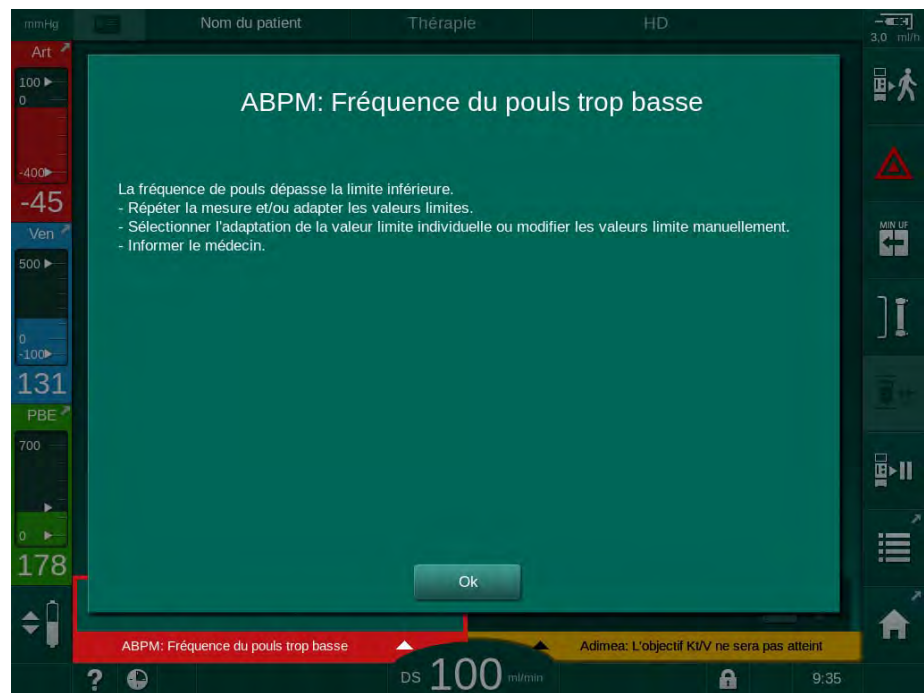 mmHg
Nom du patient
Thérapie
HD
3,0 ml/h
Art
100
0
-400
-45
Ven
500
0
-100
131
PBE
700
0
178
ABPM: Fréquence du pouls trop basse
La fréquence de pouls dépasse la limite inférieure.
- Répéter la mesure et/ou adapter les valeurs limites.
- Sélectionner l'adaptation de la valeur limite individuelle ou modifier les valeurs limite manuellement.
- Informer le médecin.
Ok
MIN UF
ABPM: Fréquence du pouls trop basse
Adimea: L'objectif Kt/V ne sera pas atteint
?
DS 100 ml/min
9:35